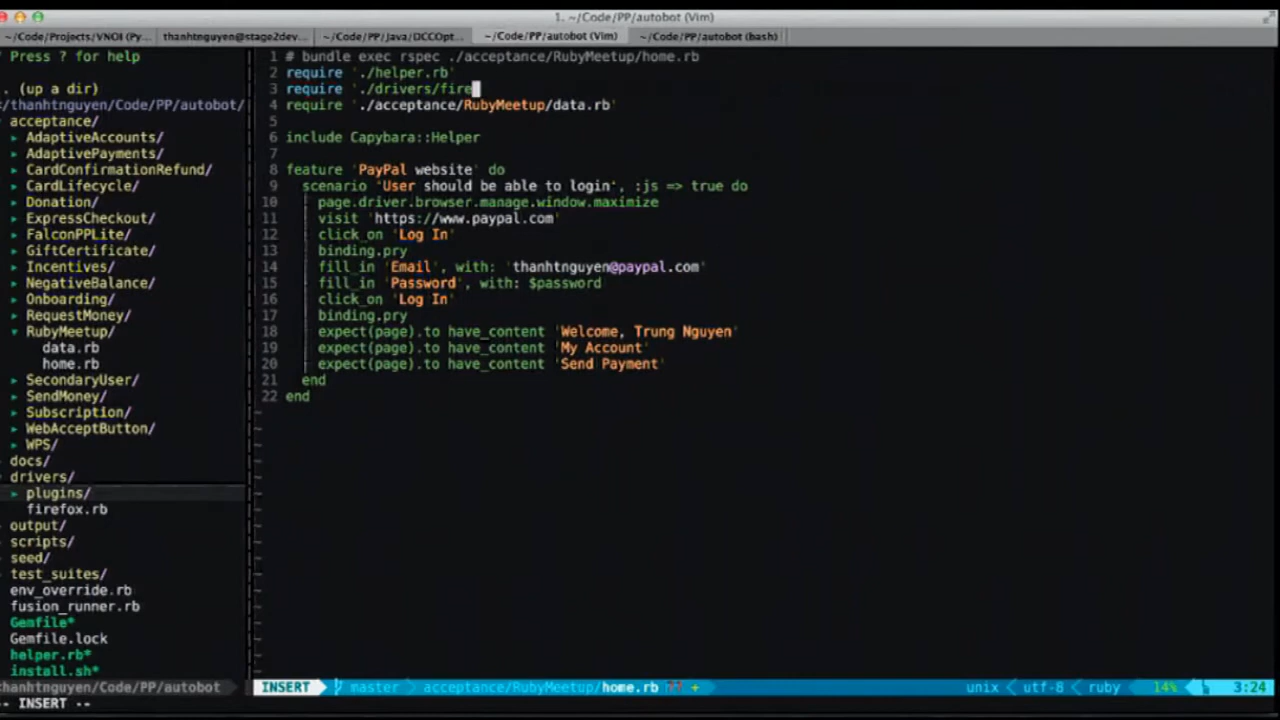 1. ~/Code/PP/autobot (Vim)
~/Code/Projects/VNOI (Py... thanhtnguyen@stage2dev... ~/Code/PP/Java/DCCOpt... ~/Code/PP/autobot (Vim) ~/Code/PP/autobot (bash)
Press ? for help
.. (up a dir)
/thanhtnguyen/Code/PP/autobot/
acceptance/
▸ AdaptiveAccounts/
▸ AdaptivePayments/
▸ CardConfirmationRefund/
▸ CardLifecycle/
▸ Donation/
▸ ExpressCheckout/
▸ FalconPPLite/
▸ GiftCertificate/
▸ Incentives/
▸ NegativeBalance/
▸ Onboarding/
▸ RequestMoney/
▾ RubyMeetup/
data.rb
home.rb
▸ SecondaryUser/
▸ SendMoney/
▸ Subscription/
▸ WebAcceptButton/
▸ WPS/
docs/
drivers/
▸ plugins/
firefox.rb
output/
scripts/
seed/
test_suites/
env_override.rb
fusion_runner.rb
Gemfile*
Gemfile.lock
helper.rb*
install.sh*
1 # bundle exec rspec ./acceptance/RubyMeetup/home.rb
2 require './helper.rb'
3 require './drivers/fire
4 require './acceptance/RubyMeetup/data.rb'
5
6 include Capybara::Helper
7
8 feature 'PayPal website' do
9 scenario 'User should be able to login', :js => true do
10 page.driver.browser.manage.window.maximize
11 visit 'https://www.paypal.com'
12 click_on 'Log In'
13 binding.pry
14 fill_in 'Email', with: 'thanhtnguyen@paypal.com'
15 fill_in 'Password', with: $password
16 click_on 'Log In'
17 binding.pry
18 expect(page).to have_content 'Welcome, Trung Nguyen'
19 expect(page).to have_content 'My Account'
20 expect(page).to have_content 'Send Payment'
21 end
22 end
hanhtnguyen/Code/PP/autobot INSERT master acceptance/RubyMeetup/home.rb ?? + unix utf-8 ruby 14% 3:24
-- INSERT --